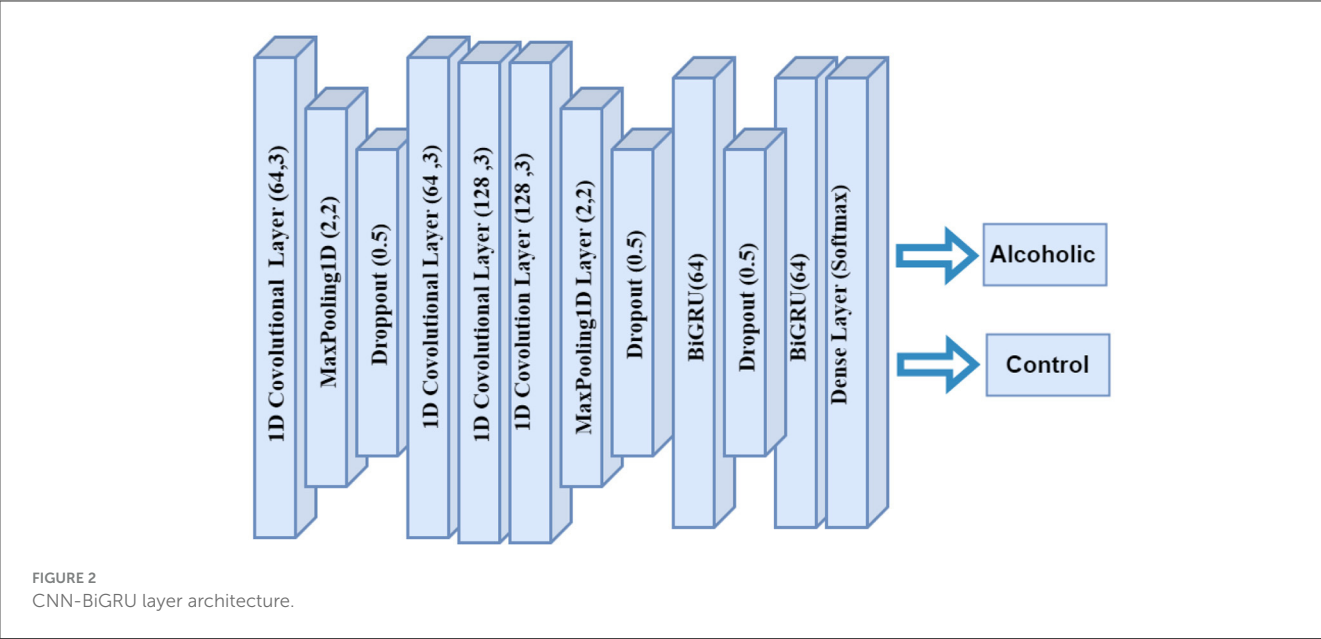 1D Covolutional Layer (64,3)
MaxPooling1D (2,2)
Droppout (0.5)
1D Covolutional Layer (64 ,3)
1D Covolutional Layer (128 ,3)
1D Covolution Layer (128 ,3)
MaxPooling1D Layer (2,2)
Dropout (0.5)
BiGRU(64)
Dropout (0.5)
BiGRU(64)
Dense Layer (Softmax)
Alcoholic
Control
FIGURE 2
CNN-BiGRU layer architecture.